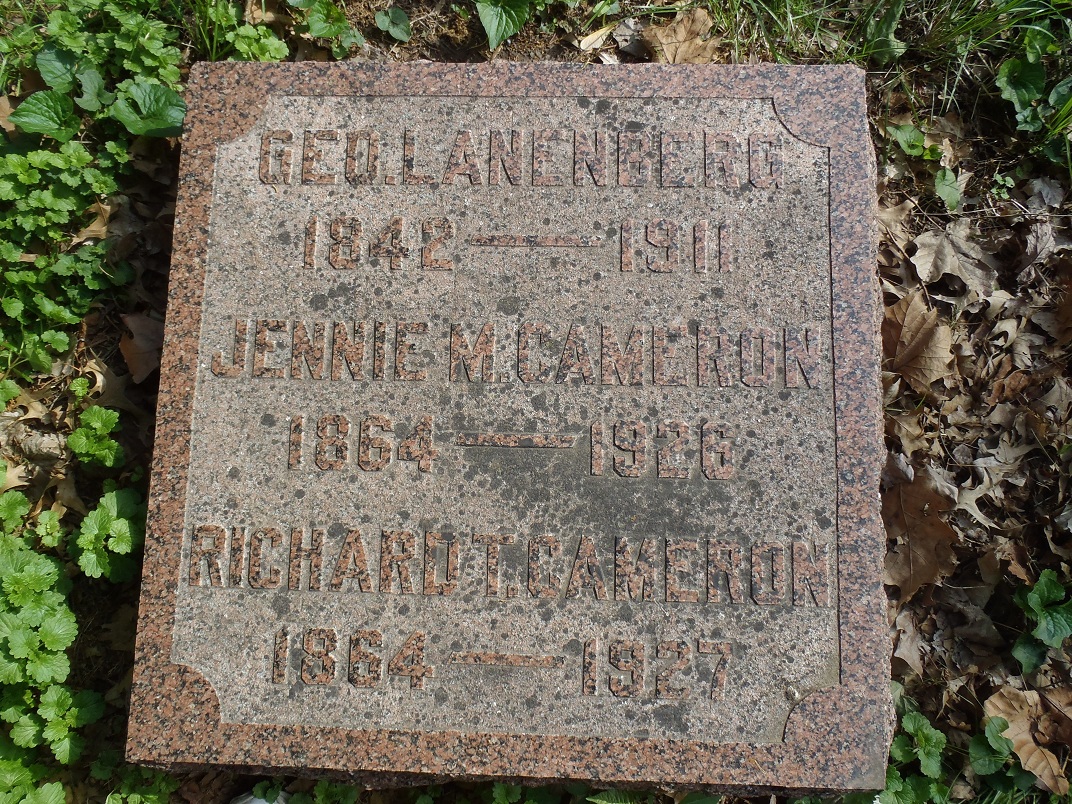 GEO. LANENBERG
1842 — 1911
JENNIE M. CAMERON
1864 — 1926
RICHARD T. CAMERON
1864 — 1927